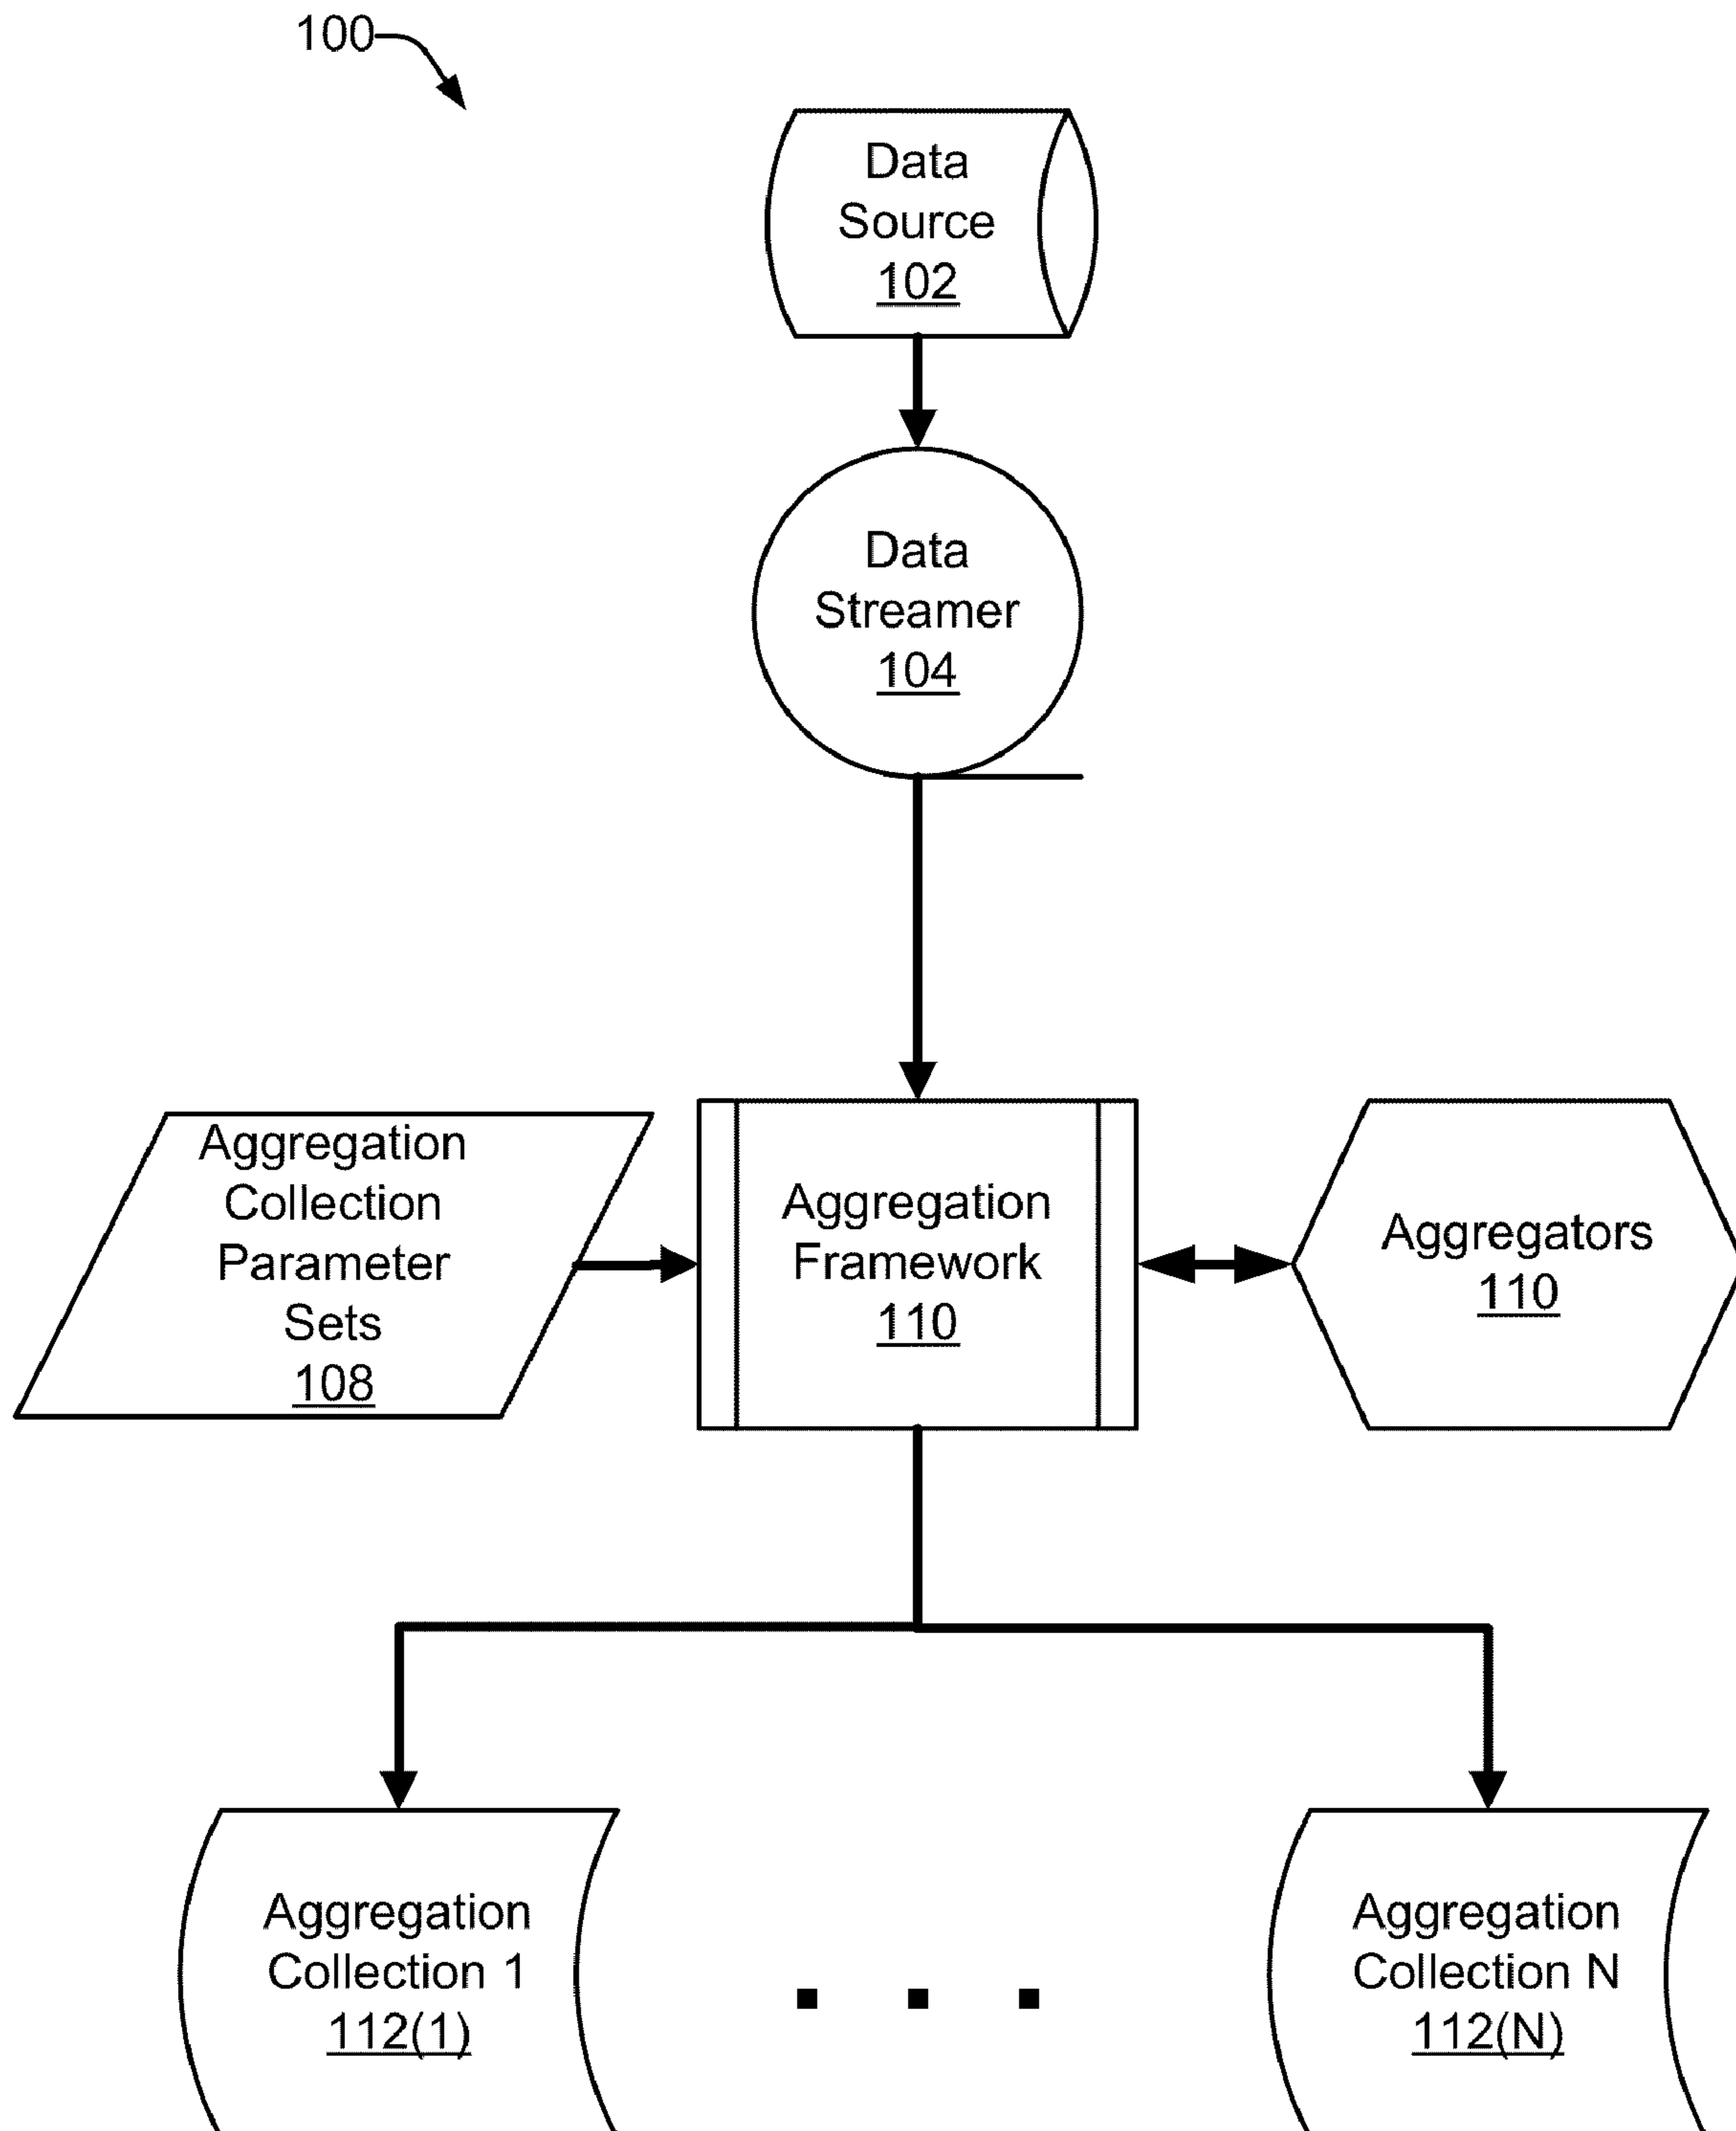 100
Data
Source
102
Data
Streamer
104
Aggregation
Collection
Parameter
Sets
108
Aggregation
Framework
110
Aggregators
110
Aggregation
Collection 1
112(1)
Aggregation
Collection N
112(N)